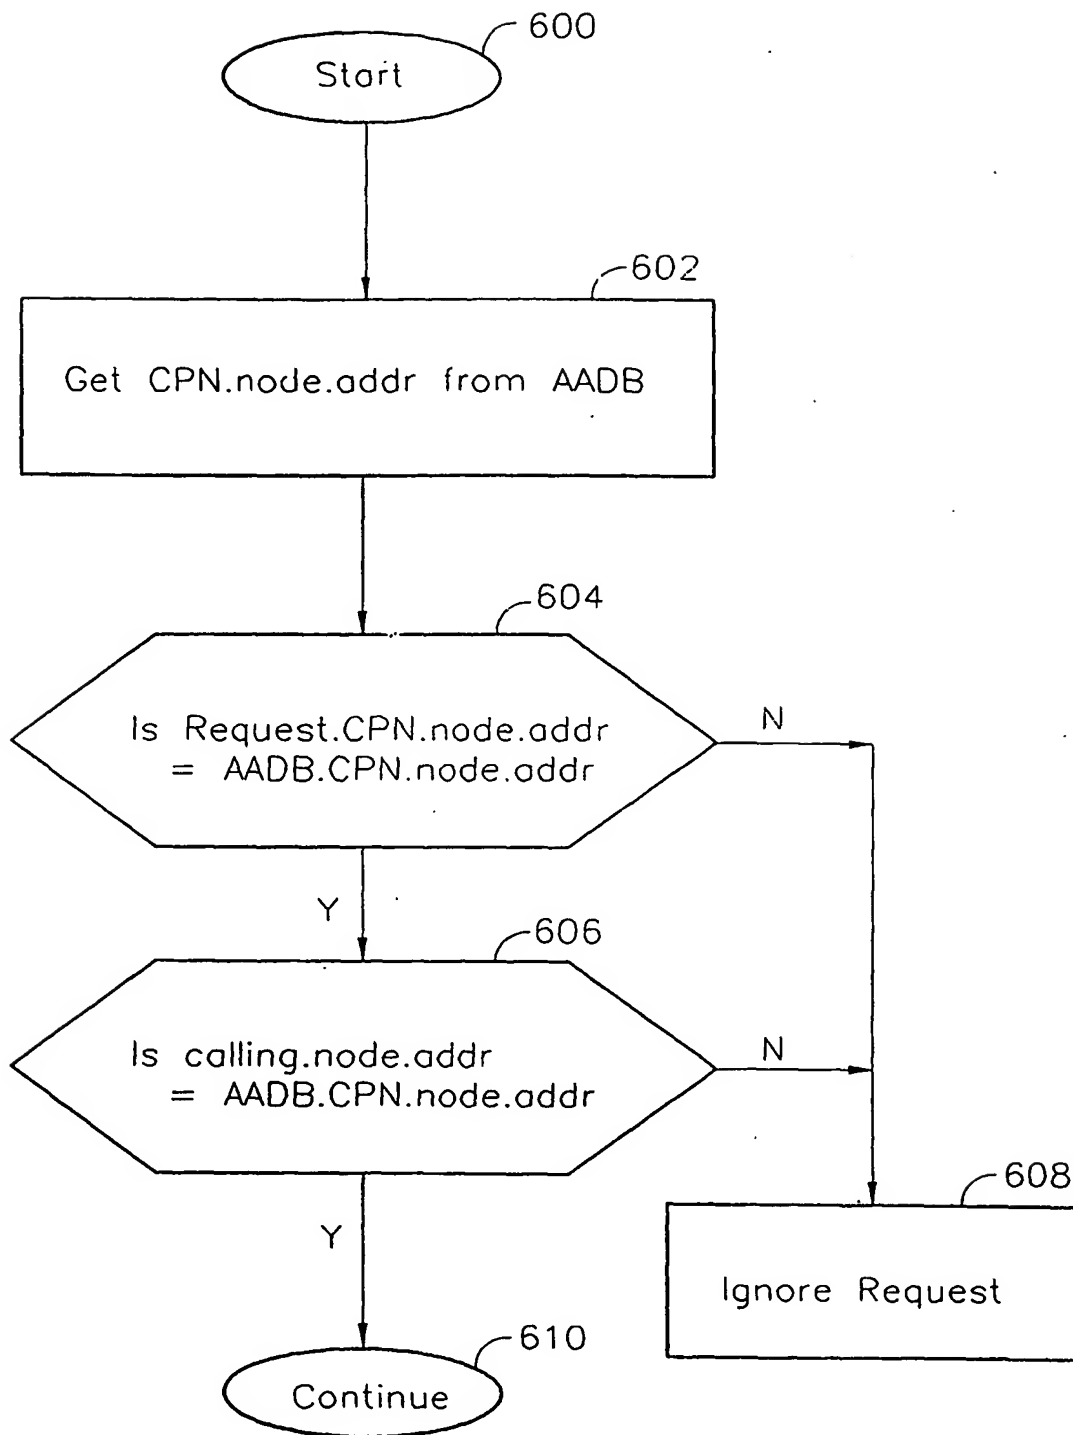 600
Start
602
Get CPN.node.addr from AADB
604
Is Request.CPN.node.addr
= AADB.CPN.node.addr
N
Y
606
Is calling.node.addr
= AADB.CPN.node.addr
N
Y
608
Ignore Request
610
Continue